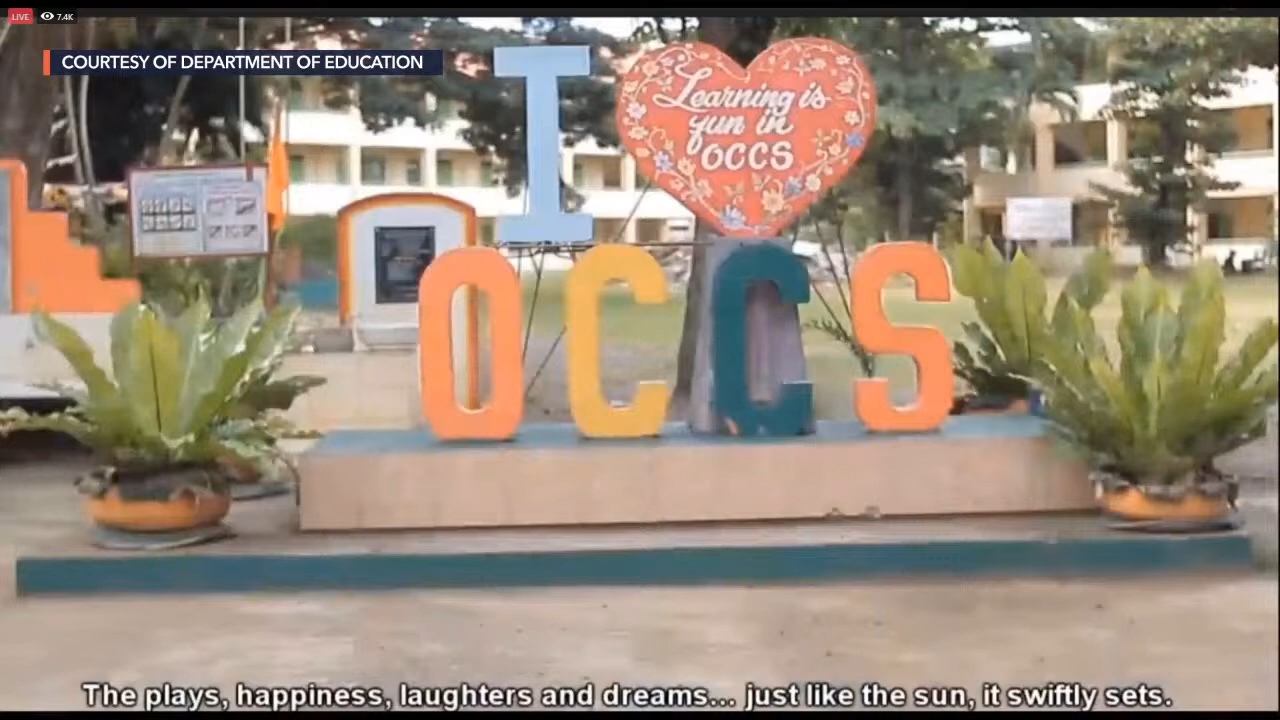 LIVE 7.4K
COURTESY OF DEPARTMENT OF EDUCATION
I
Learning is
fun in
OCCS
OCCS
The plays, happiness, laughters and dreams... just like the sun, it swiftly sets.